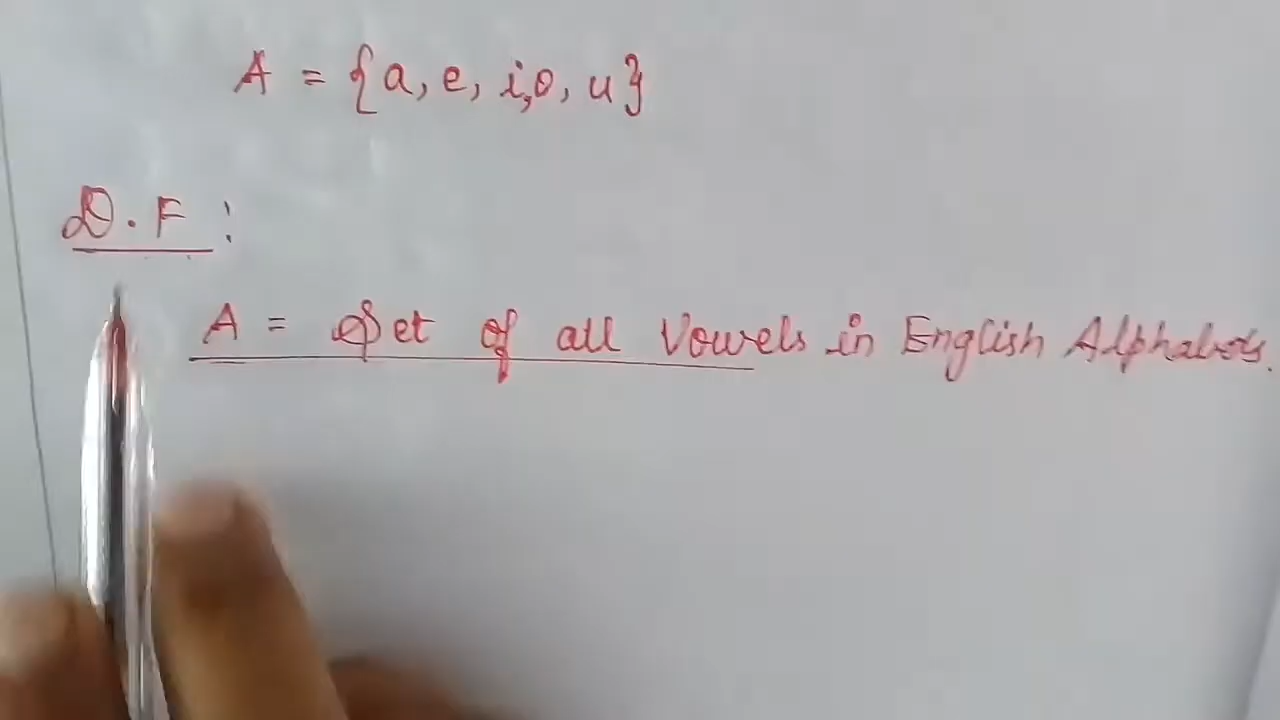 A = {a, e, i, o, u}
D.F :
A = Set of all Vowels in English Alphabets.